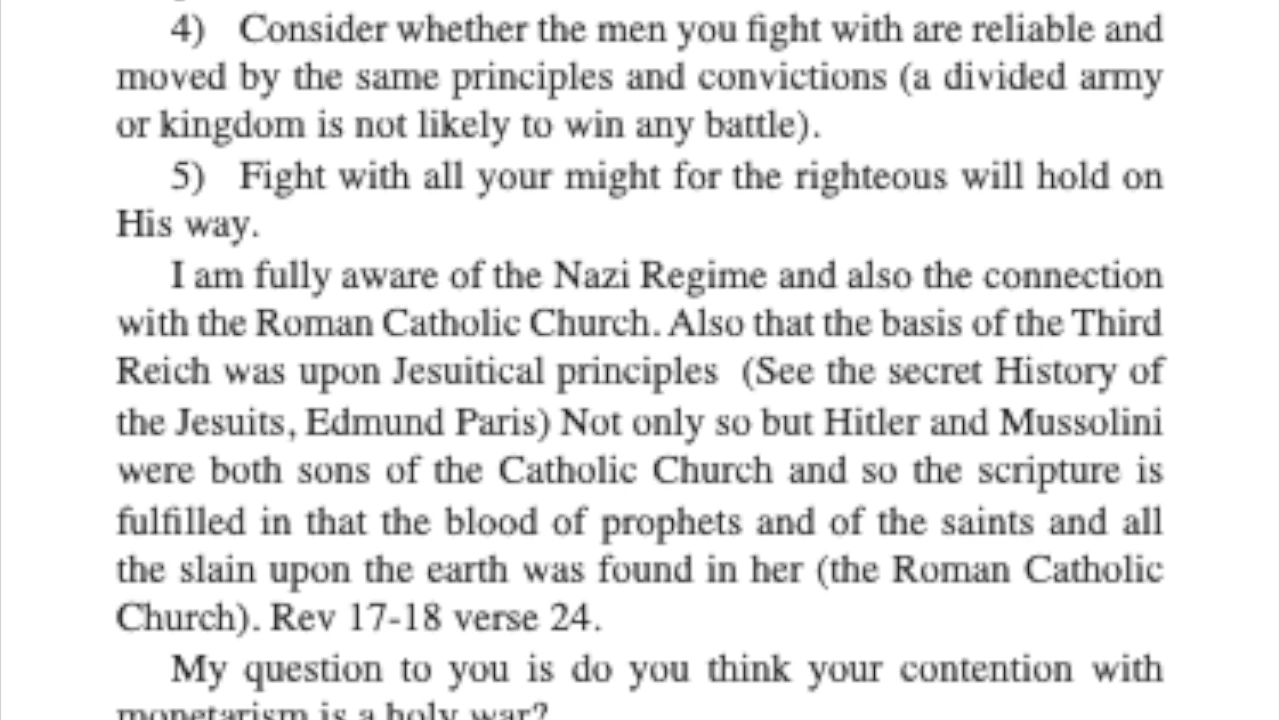 4) Consider whether the men you fight with are reliable and
moved by the same principles and convictions (a divided army
or kingdom is not likely to win any battle).
5) Fight with all your might for the righteous will hold on
His way.
I am fully aware of the Nazi Regime and also the connection
with the Roman Catholic Church. Also that the basis of the Third
Reich was upon Jesuitical principles (See the secret History of
the Jesuits, Edmund Paris) Not only so but Hitler and Mussolini
were both sons of the Catholic Church and so the scripture is
fulfilled in that the blood of prophets and of the saints and all
the slain upon the earth was found in her (the Roman Catholic
Church). Rev 17-18 verse 24.
My question to you is do you think your contention with
monetarism is a holy war?